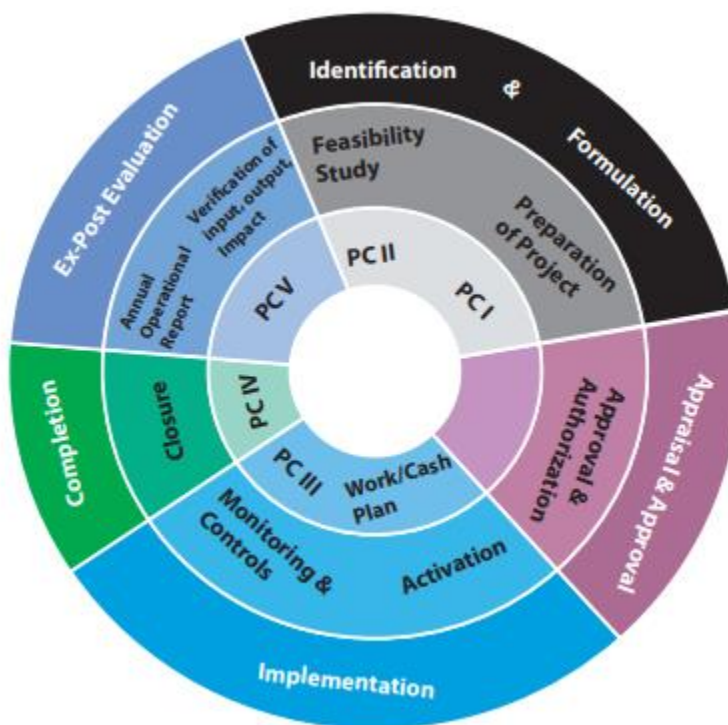 Identification & Formulation
Feasibility
Study
Preparation
of Project
PC II
PC I
Appraisal & Approval
Approval &
Authorization
Implementation
Activation
Monitoring &
Controls
Work/Cash
Plan
PC III
Completion
Closure
PC IV
Ex-Post Evaluation
Annual
Operational
Report
Verification of
input, output,
Impact
PC V